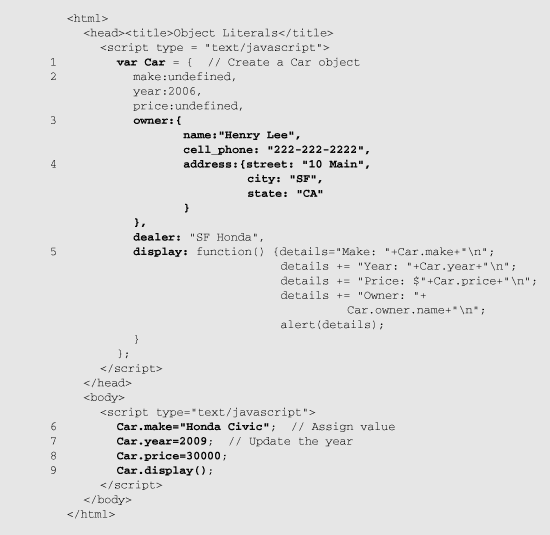 <html>
<head><title>Object Literals</title>
<script type = "text/javascript">
1 var Car = { // Create a Car object
2 make:undefined,
year:2006,
price:undefined,
3 owner:{
name:"Henry Lee",
cell_phone: "222-222-2222",
4 address:{street: "10 Main",
city: "SF",
state: "CA"
}
},
dealer: "SF Honda",
5 display: function() {details="Make: "+Car.make+"\n";
details += "Year: "+Car.year+"\n";
details += "Price: $"+Car.price+"\n";
details += "Owner: "+
Car.owner.name+"\n";
alert(details);
}
};
</script>
</head>
<body>
<script type="text/javascript">
6 Car.make="Honda Civic"; // Assign value
7 Car.year=2009; // Update the year
8 Car.price=30000;
9 Car.display();
</script>
</body>
</html>